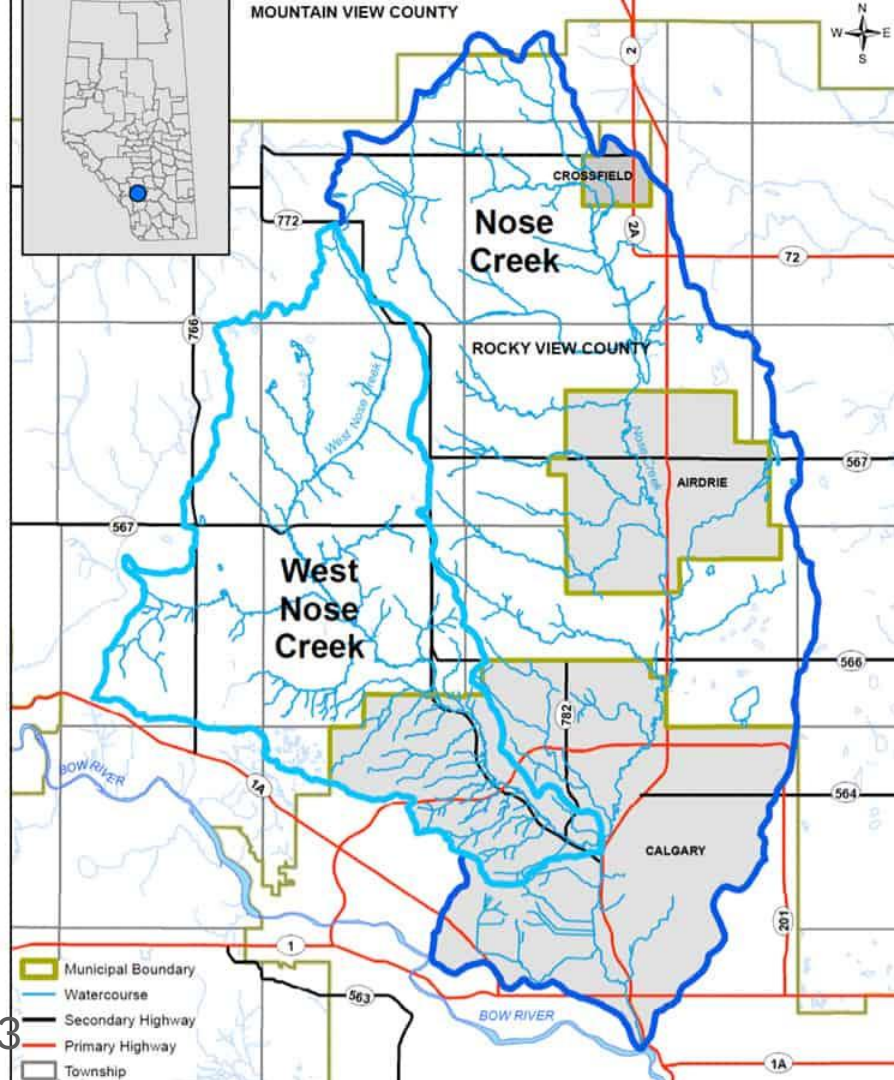 MOUNTAIN VIEW COUNTY
N
W E
S
2
CROSSFIELD
772
Nose
Creek
2A
72
766
ROCKY VIEW COUNTY
West Nose Creek
Nose Creek
567
AIRDRIE
567
West
Nose
Creek
566
782
BOW RIVER
1A
564
CALGARY
201
1
Municipal Boundary
Watercourse
563
Secondary Highway
BOW RIVER
3
Primary Highway
1A
Township